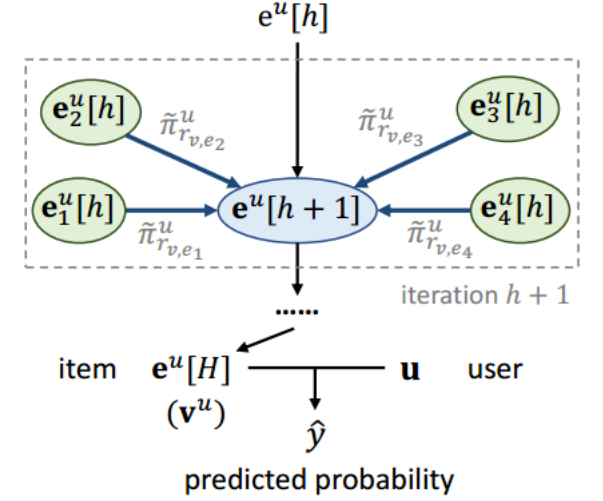 e^u[h]
e_2^u[h] π̃^u_{r_{v,e_2}} π̃^u_{r_{v,e_3}} e_3^u[h]
e_1^u[h] π̃^u_{r_{v,e_1}} e^u[h + 1] π̃^u_{r_{v,e_4}} e_4^u[h]
iteration h + 1
......
item e^u[H] u user
(v^u)
ŷ
predicted probability